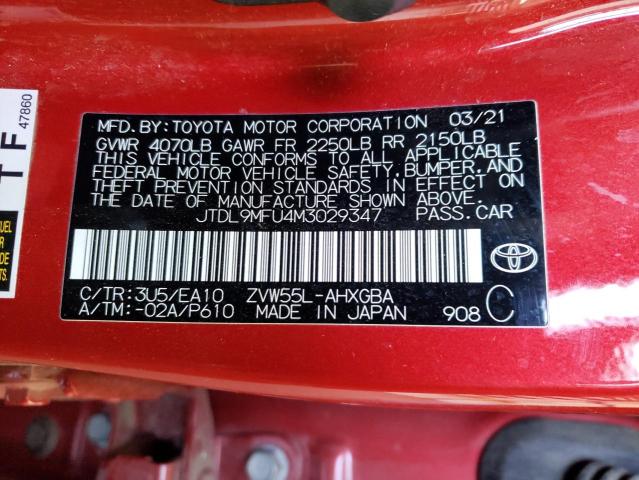 MFD.BY:TOYOTA MOTOR CORPORATION 03/21
GVWR 4070LB GAWR FR 2250LB RR 2150LB
THIS VEHICLE CONFORMS TO ALL APPLICABLE
FEDERAL MOTOR VEHICLE SAFETY,BUMPER,AND
THEFT PREVENTION STANDARDS IN EFFECT ON
THE DATE OF MANUFACTURE SHOWN ABOVE.
JTDL9MFU4M3029347 PASS.CAR
C/TR:3U5/EA10 ZVW55L-AHXGBA
A/TM:-02A/P610 MADE IN JAPAN 908 C
TOYOTA
47860
TF